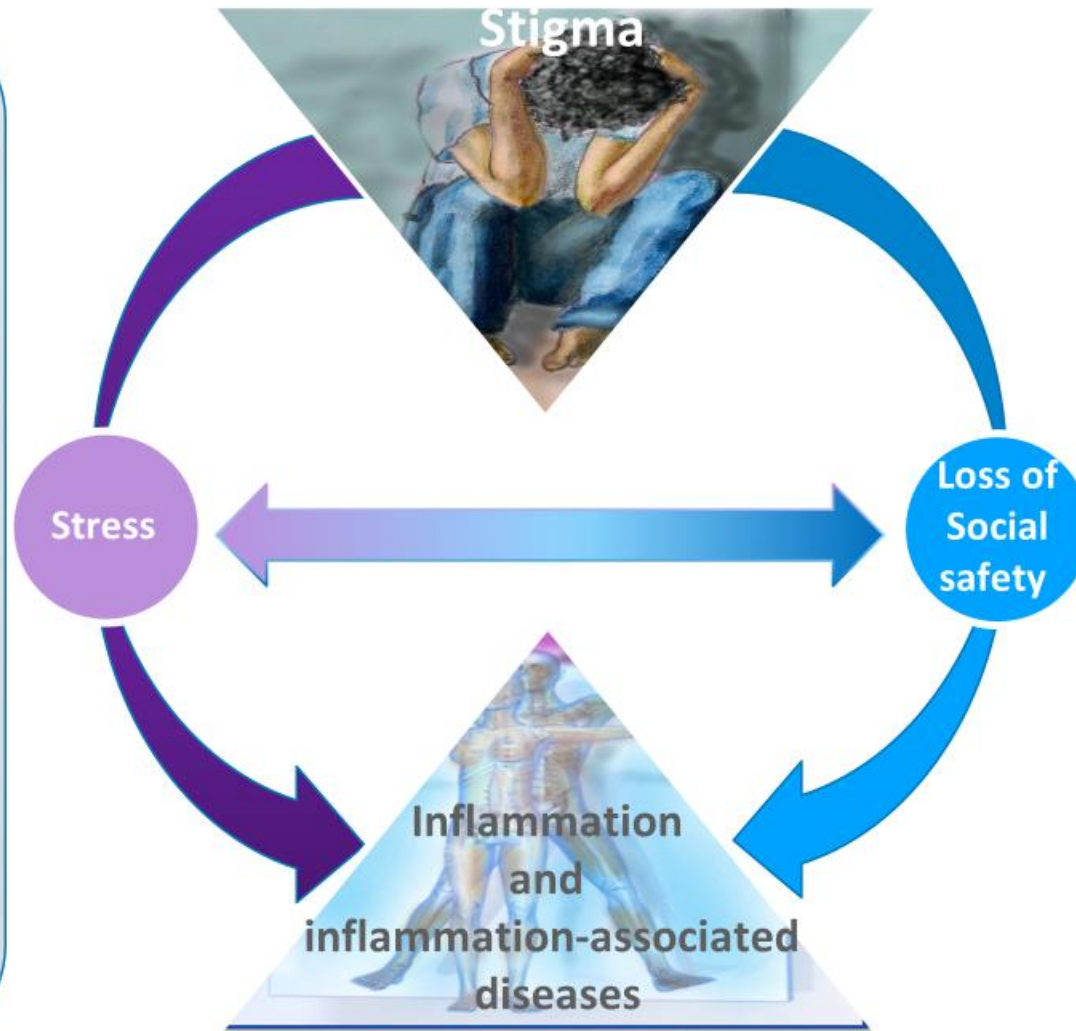 Stigma
Stress
Loss of
Social
safety
Inflammation
and
inflammation-associated
diseases